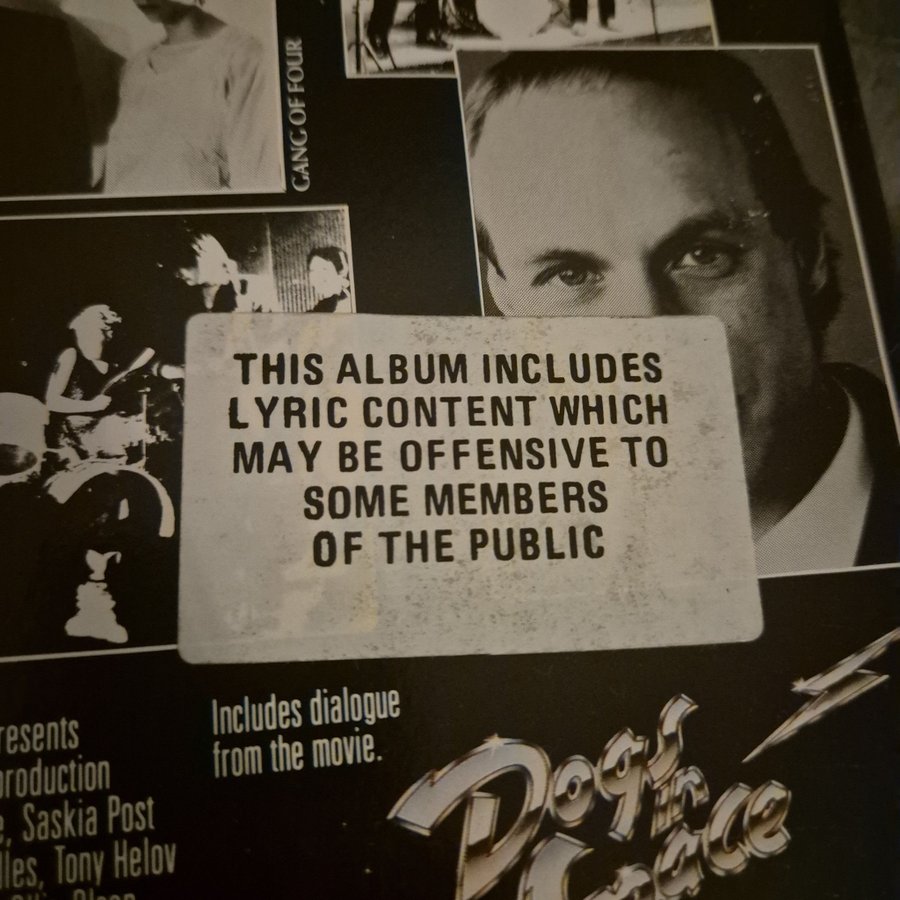 GANG OF FOUR
THIS ALBUM INCLUDES
LYRIC CONTENT WHICH
MAY BE OFFENSIVE TO
SOME MEMBERS
OF THE PUBLIC
Includes dialogue
from the movie.
resents
production
e, Saskia Post
lles, Tony Helov
Dogs
in
Space